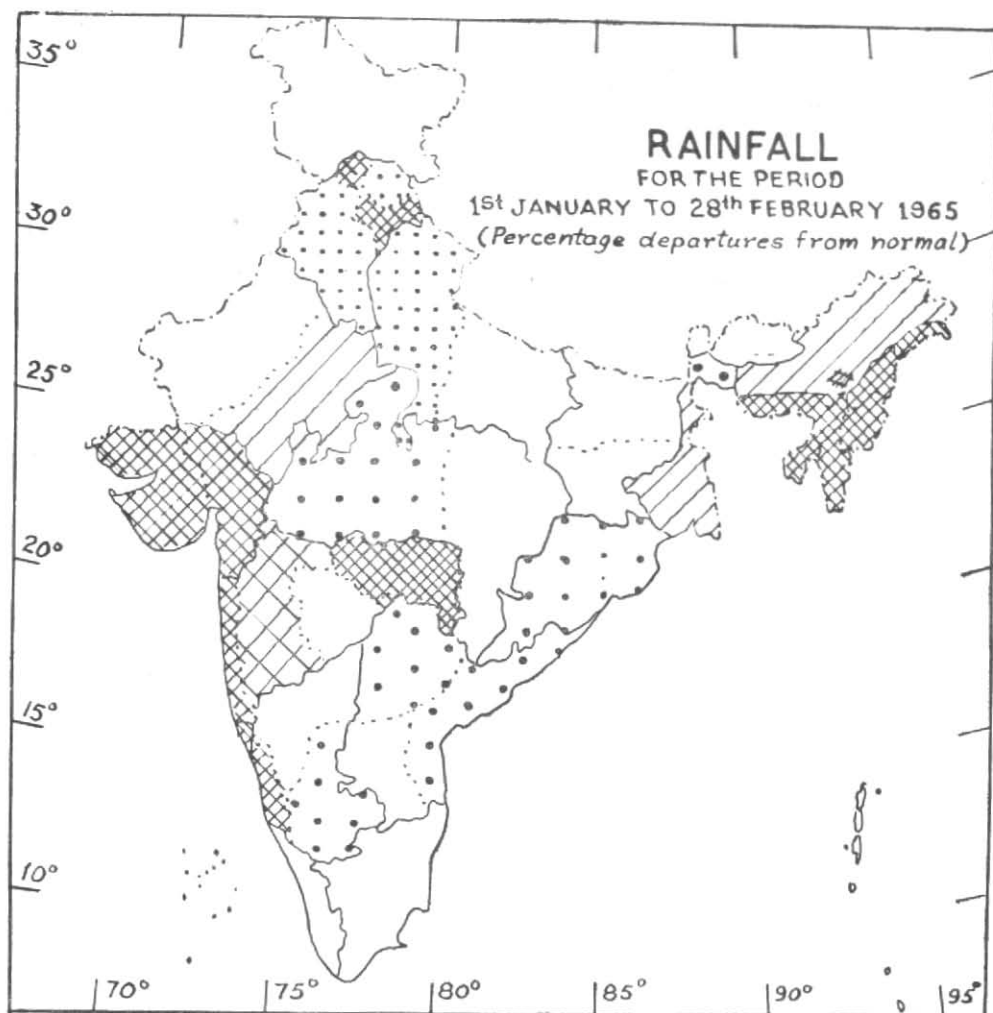 35°
RAINFALL
FOR THE PERIOD
1st JANUARY TO 28th FEBRUARY 1965
(Percentage departures from normal)
30°
25°
20°
15°
10°
70° 75° 80° 85° 90° 95°